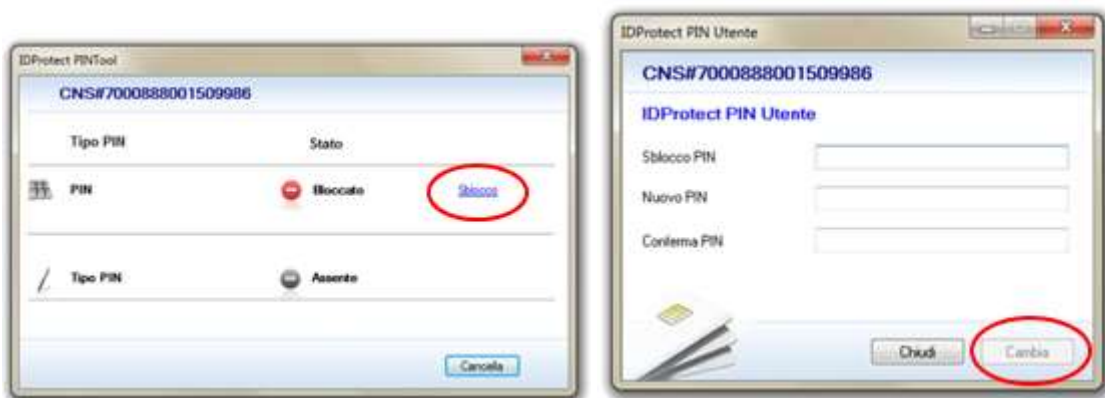 IDProtect PINTool
CNS#7000888001509986
Tipo PIN Stato
PIN Bloccato Sblocco
Tipo PIN Assente
Cancella
IDProtect PIN Utente
CNS#7000888001509986
IDProtect PIN Utente
Sblocco PIN
Nuovo PIN
Conferma PIN
Chiudi Cambia